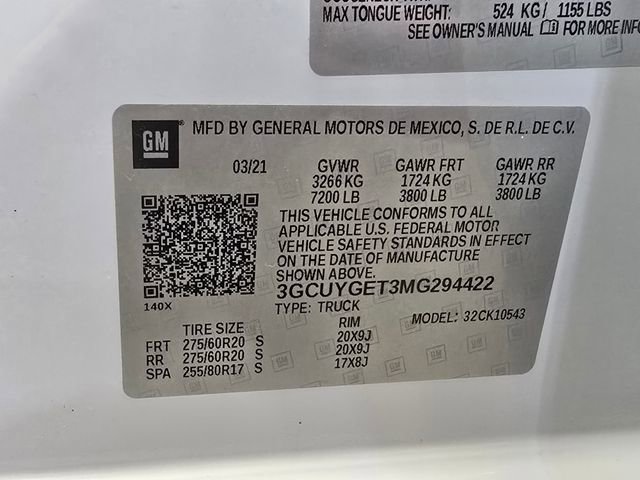 MAX TONGUE WEIGHT: 524 KG/ 1155 LBS
SEE OWNER'S MANUAL FOR MORE INFO
GM ® MFD BY GENERAL MOTORS DE MEXICO, S. DE R.L. DE C.V.
03/21 GVWR GAWR FRT GAWR RR
3266 KG 1724 KG 1724 KG
7200 LB 3800 LB 3800 LB
THIS VEHICLE CONFORMS TO ALL
APPLICABLE U.S. FEDERAL MOTOR
VEHICLE SAFETY STANDARDS IN EFFECT
ON THE DATE OF MANUFACTURE
SHOWN ABOVE.
3GCUYGET3MG294422
140X TYPE: TRUCK MODEL: 32CK10543
TIRE SIZE RIM
FRT 275/60R20 S 20X9J
RR 275/60R20 S 20X9J
SPA 255/80R17 S 17X8J